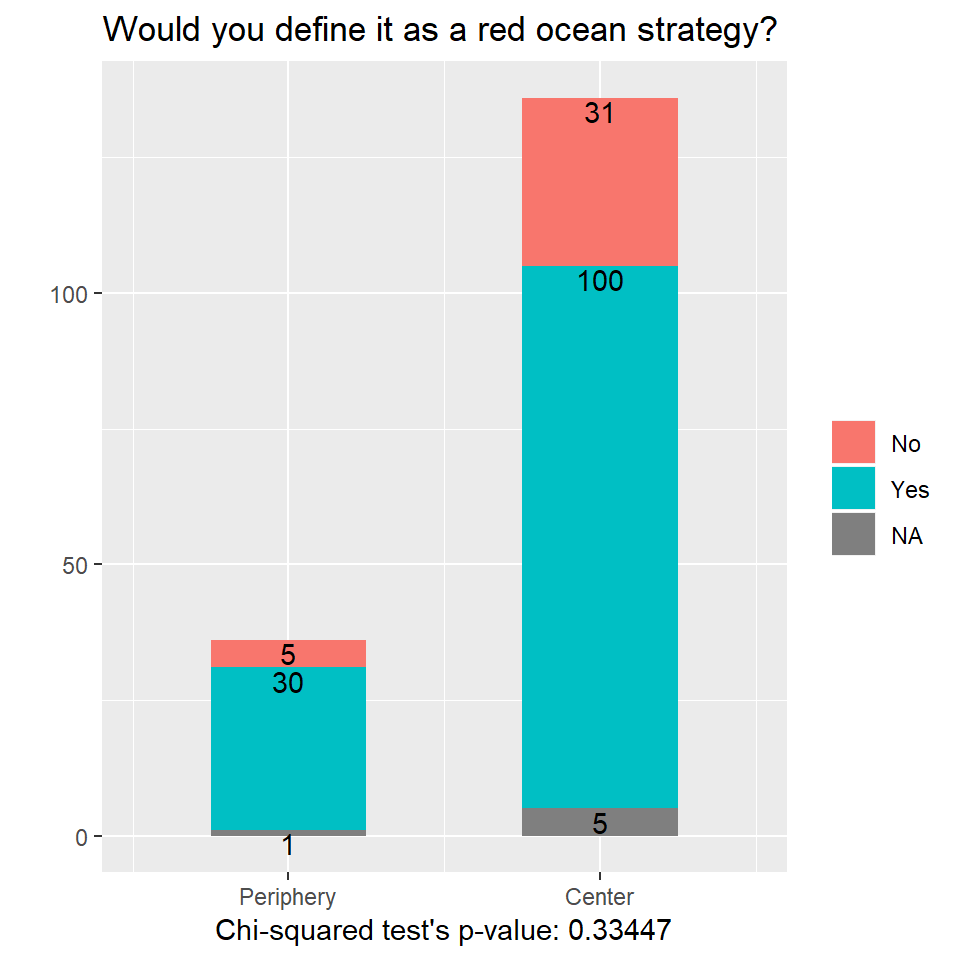 Would you define it as a red ocean strategy?
31
100
100
No
Yes
50
NA
5
30
0
1
5
Periphery
Center
Chi-squared test's p-value: 0.33447